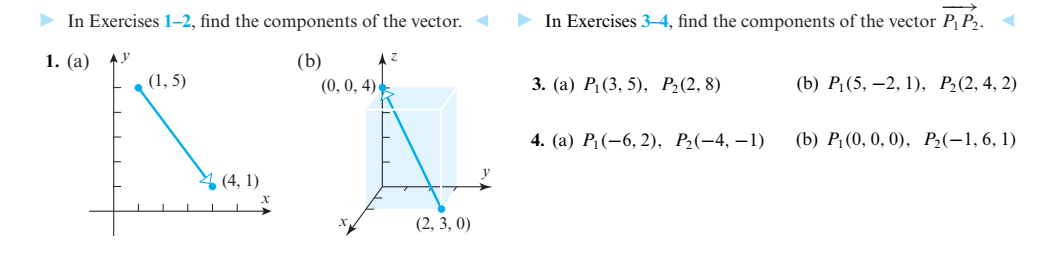 ▶ In Exercises 1–2, find the components of the vector. ◀
1. (a)
y
(1, 5)
(4, 1)
x
(b)
z
(0, 0, 4)
y
x
(2, 3, 0)
▶ In Exercises 3–4, find the components of the vector P₁P₂. ◀
3. (a) P₁(3, 5), P₂(2, 8) (b) P₁(5, −2, 1), P₂(2, 4, 2)
4. (a) P₁(−6, 2), P₂(−4, −1) (b) P₁(0, 0, 0), P₂(−1, 6, 1)